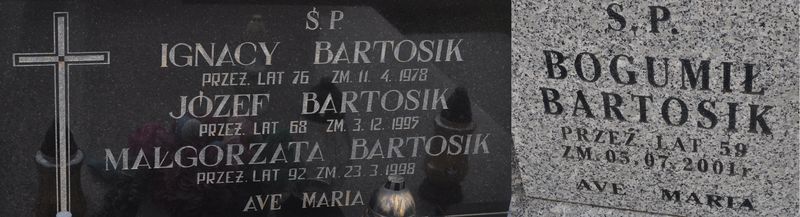 Ś.P.
IGNACY BARTOSIK
PRZEŻ. LAT 76 ZM. 11. 4. 1978
JÓZEF BARTOSIK
PRZEŻ. LAT 68 ZM. 3. 12. 1995
MAŁGORZATA BARTOSIK
PRZEŻ. LAT 92 ZM. 23. 3. 1998
AVE MARIA
Ś.P.
BOGUMIŁ
BARTOSIK
PRZEŻ. LAT 59
ZM. 05.07.2001r.
AVE MARIA